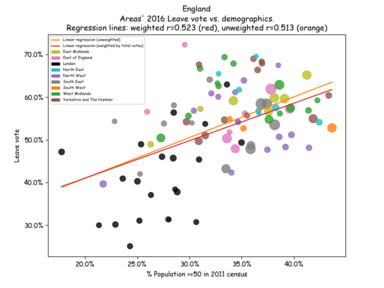 England
Areas' 2016 Leave vote vs. demographics.
Regression lines: weighted r=0.523 (red), unweighted r=0.513 (orange)
Linear regression (unweighted)
Linear regression (weighted by total votes)
East Midlands
East of England
London
North East
North West
South East
South West
West Midlands
Yorkshire and The Humber
70.0%
60.0%
50.0%
40.0%
30.0%
Leave vote
20.0%
25.0%
30.0%
35.0%
40.0%
% Population >=50 in 2011 census